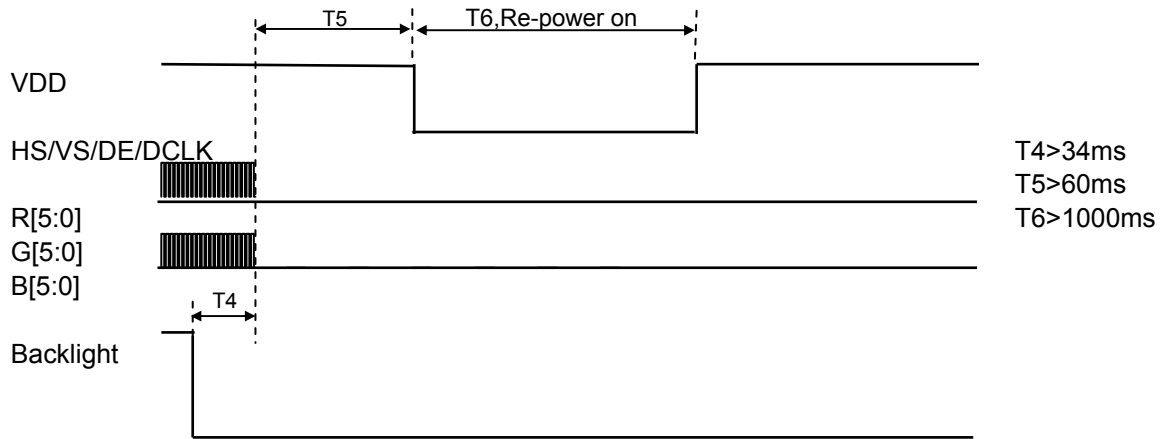 T5
T6,Re-power on
VDD
HS/VS/DE/DCLK
T4>34ms
T5>60ms
R[5:0]
T6>1000ms
G[5:0]
B[5:0]
T4
Backlight